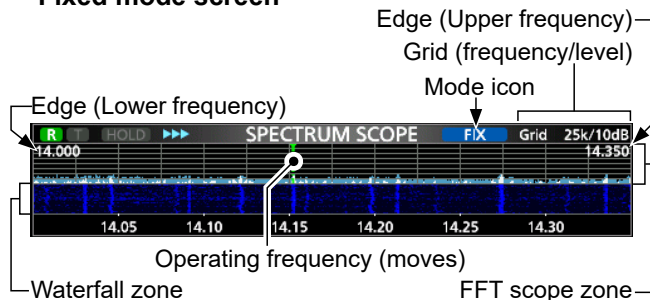 Fixed mode screen
Edge (Upper frequency)
Grid (frequency/level)
Mode icon
Edge (Lower frequency)
R T HOLD SPECTRUM SCOPE FIX Grid 25k/10dB
14.000 14.350
14.05 14.10 14.15 14.20 14.25 14.30
Operating frequency (moves)
Waterfall zone FFT scope zone